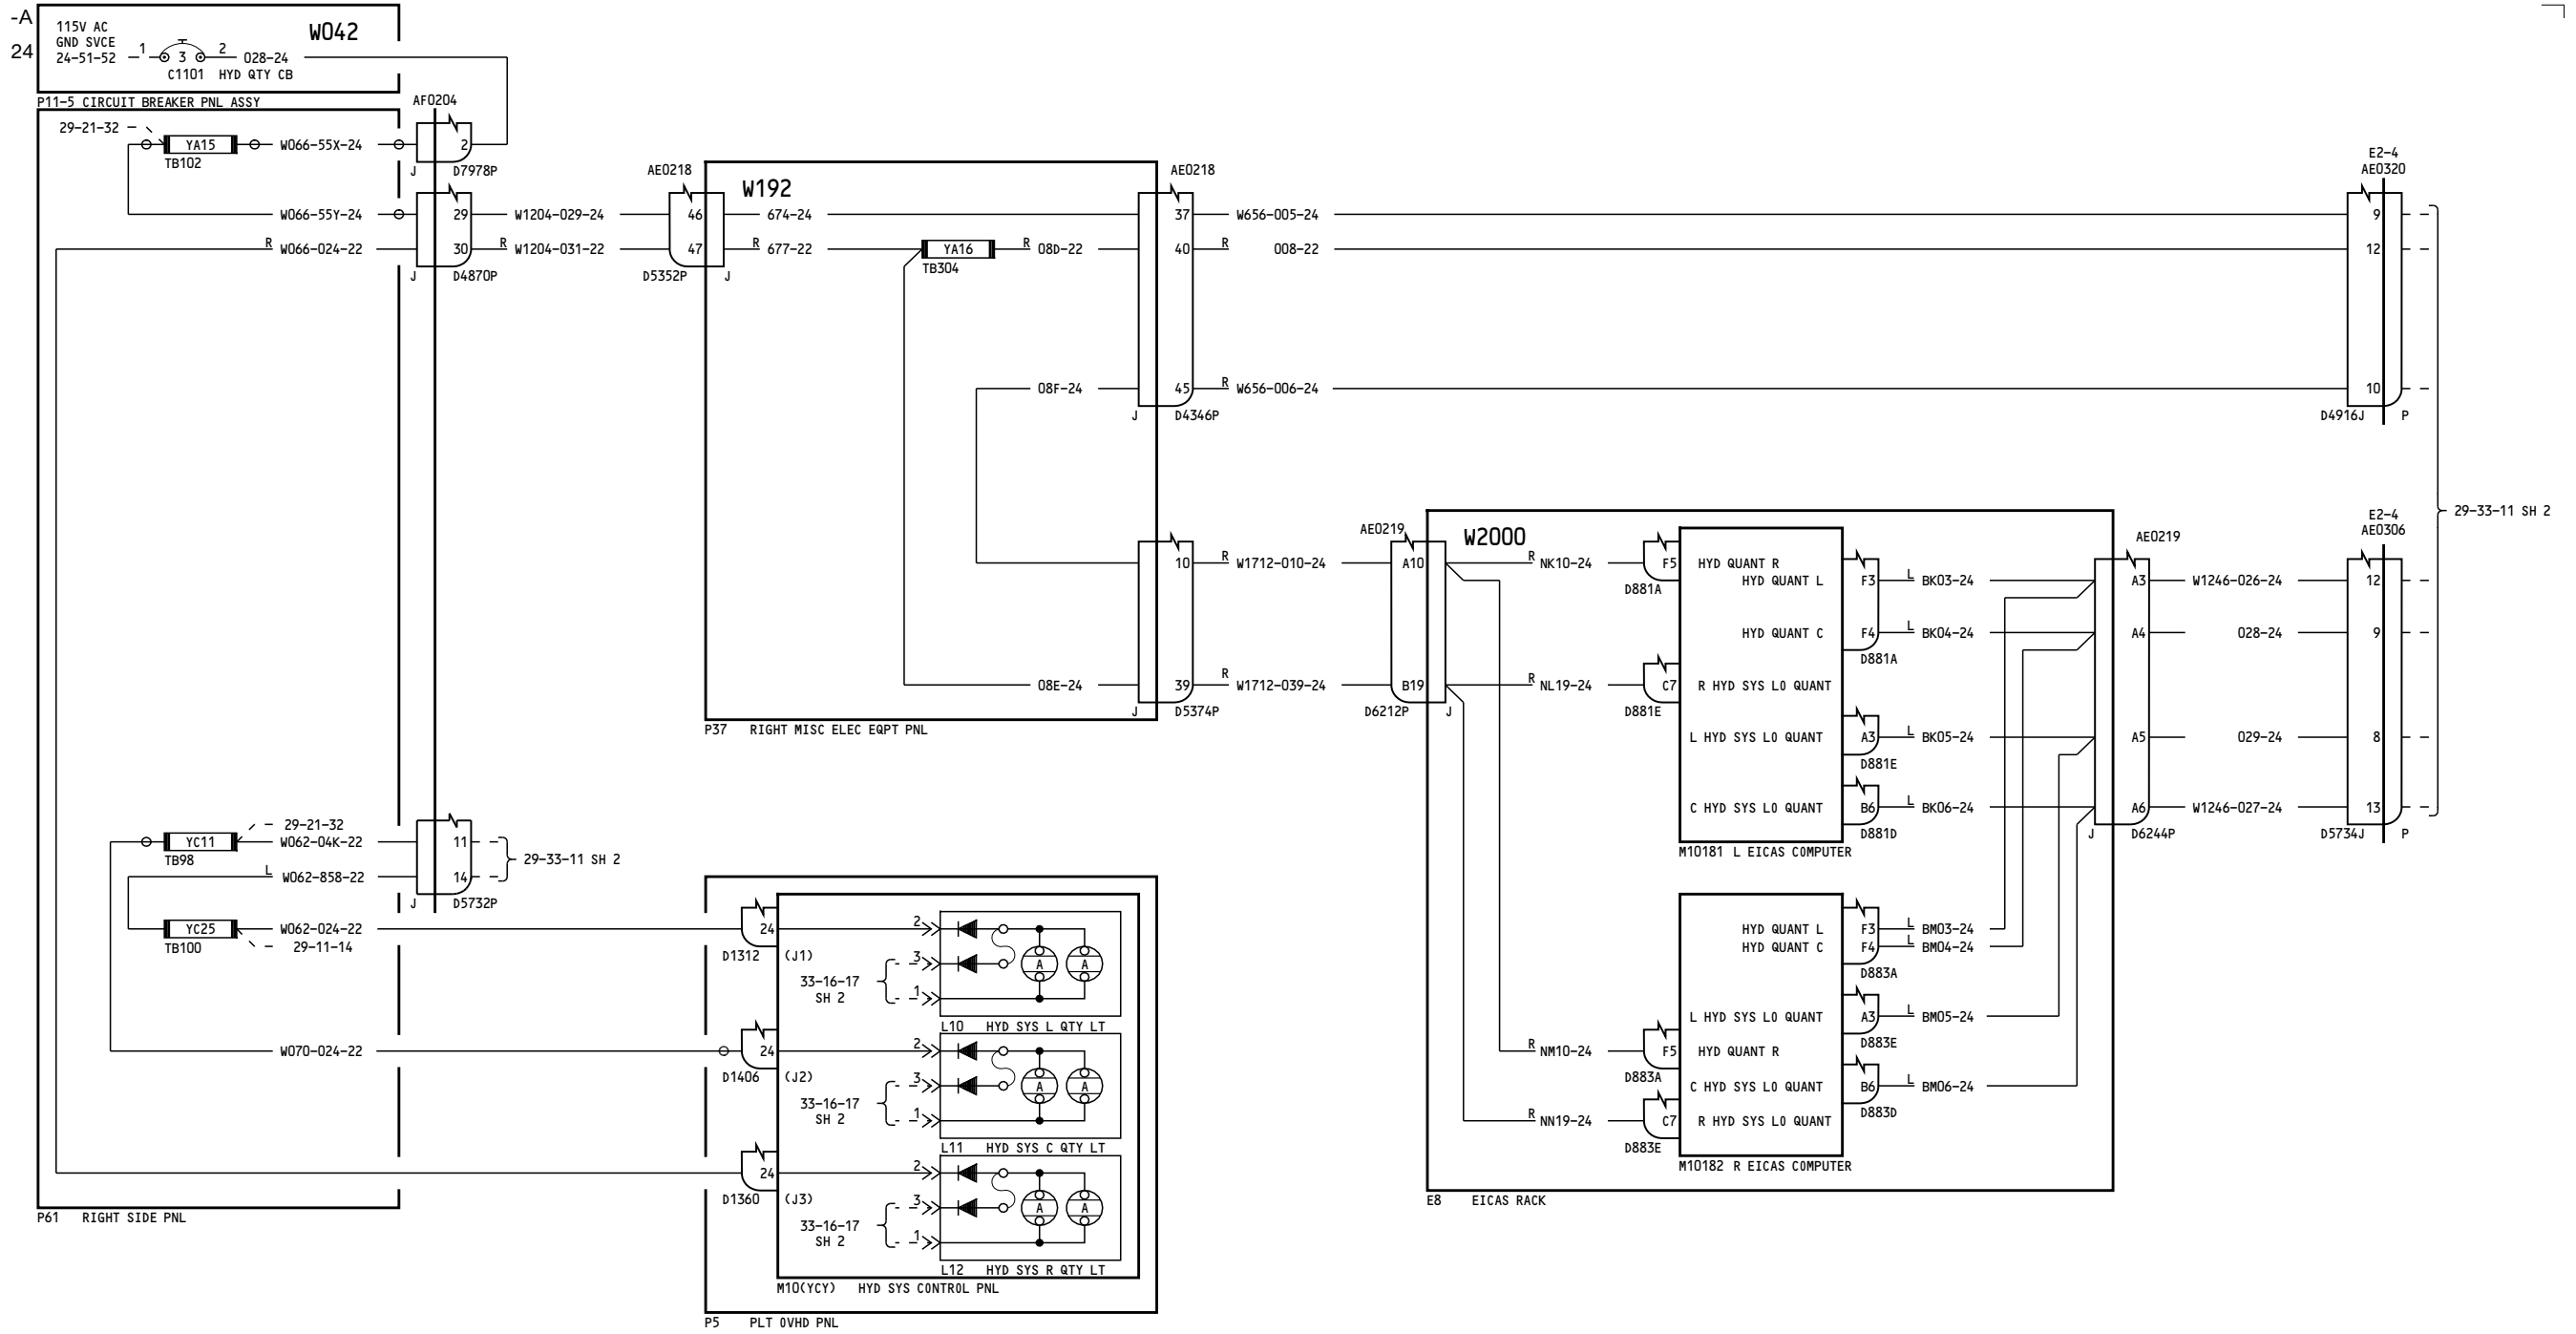 -A
24
115V AC
GND SVCE
24-51-52
1
3
2
028-24
C1101 HYD QTY CB
W042
P11-5 CIRCUIT BREAKER PNL ASSY
AF0204
29-21-32
YA15
TB102
W066-55X-24
2
J
D7978P
W066-55Y-24
29
W1204-029-24
R
W066-024-22
30
R
W1204-031-22
J
D4870P
AE0218
46
47
D5352P
J
W192
674-24
R
677-22
YA16
TB304
R
08D-22
AE0218
37
W656-005-24
40
R
008-22
08F-24
45
R
W656-006-24
J
D4346P
E2-4
AE0320
9
12
10
D4916J
P
10
R
W1712-010-24
08E-24
39
R
W1712-039-24
J
D5374P
P37 RIGHT MISC ELEC EQPT PNL
AE0219
A10
B19
D6212P
J
W2000
R
NK10-24
F5
D881A
HYD QUANT R
HYD QUANT L
F3
L
BK03-24
HYD QUANT C
F4
L
BK04-24
D881A
R
NL19-24
C7
D881E
R HYD SYS LO QUANT
L HYD SYS LO QUANT
A3
L
BK05-24
D881E
C HYD SYS LO QUANT
B6
L
BK06-24
D881D
M10181 L EICAS COMPUTER
AE0219
A3
W1246-026-24
A4
028-24
A5
029-24
A6
W1246-027-24
J
D6244P
E2-4
AE0306
12
9
8
13
D5734J
P
29-33-11 SH 2
HYD QUANT L
F3
L
BM03-24
HYD QUANT C
F4
L
BM04-24
D883A
L HYD SYS LO QUANT
A3
L
BM05-24
D883E
R
NM10-24
F5
D883A
HYD QUANT R
C HYD SYS LO QUANT
B6
L
BM06-24
D883D
R
NN19-24
C7
D883E
R HYD SYS LO QUANT
M10182 R EICAS COMPUTER
E8 EICAS RACK
YC11
TB98
29-21-32
W062-04K-22
11
L
W062-858-22
14
J
D5732P
29-33-11 SH 2
YC25
TB100
W062-024-22
29-11-14
W070-024-22
P61 RIGHT SIDE PNL
24
D1312
(J1)
33-16-17
SH 2
2
3
1
A
A
L10 HYD SYS L QTY LT
24
D1406
(J2)
33-16-17
SH 2
2
3
1
A
A
L11 HYD SYS C QTY LT
24
D1360
(J3)
33-16-17
SH 2
2
3
1
A
A
L12 HYD SYS R QTY LT
M10(YCY) HYD SYS CONTROL PNL
P5 PLT OVHD PNL